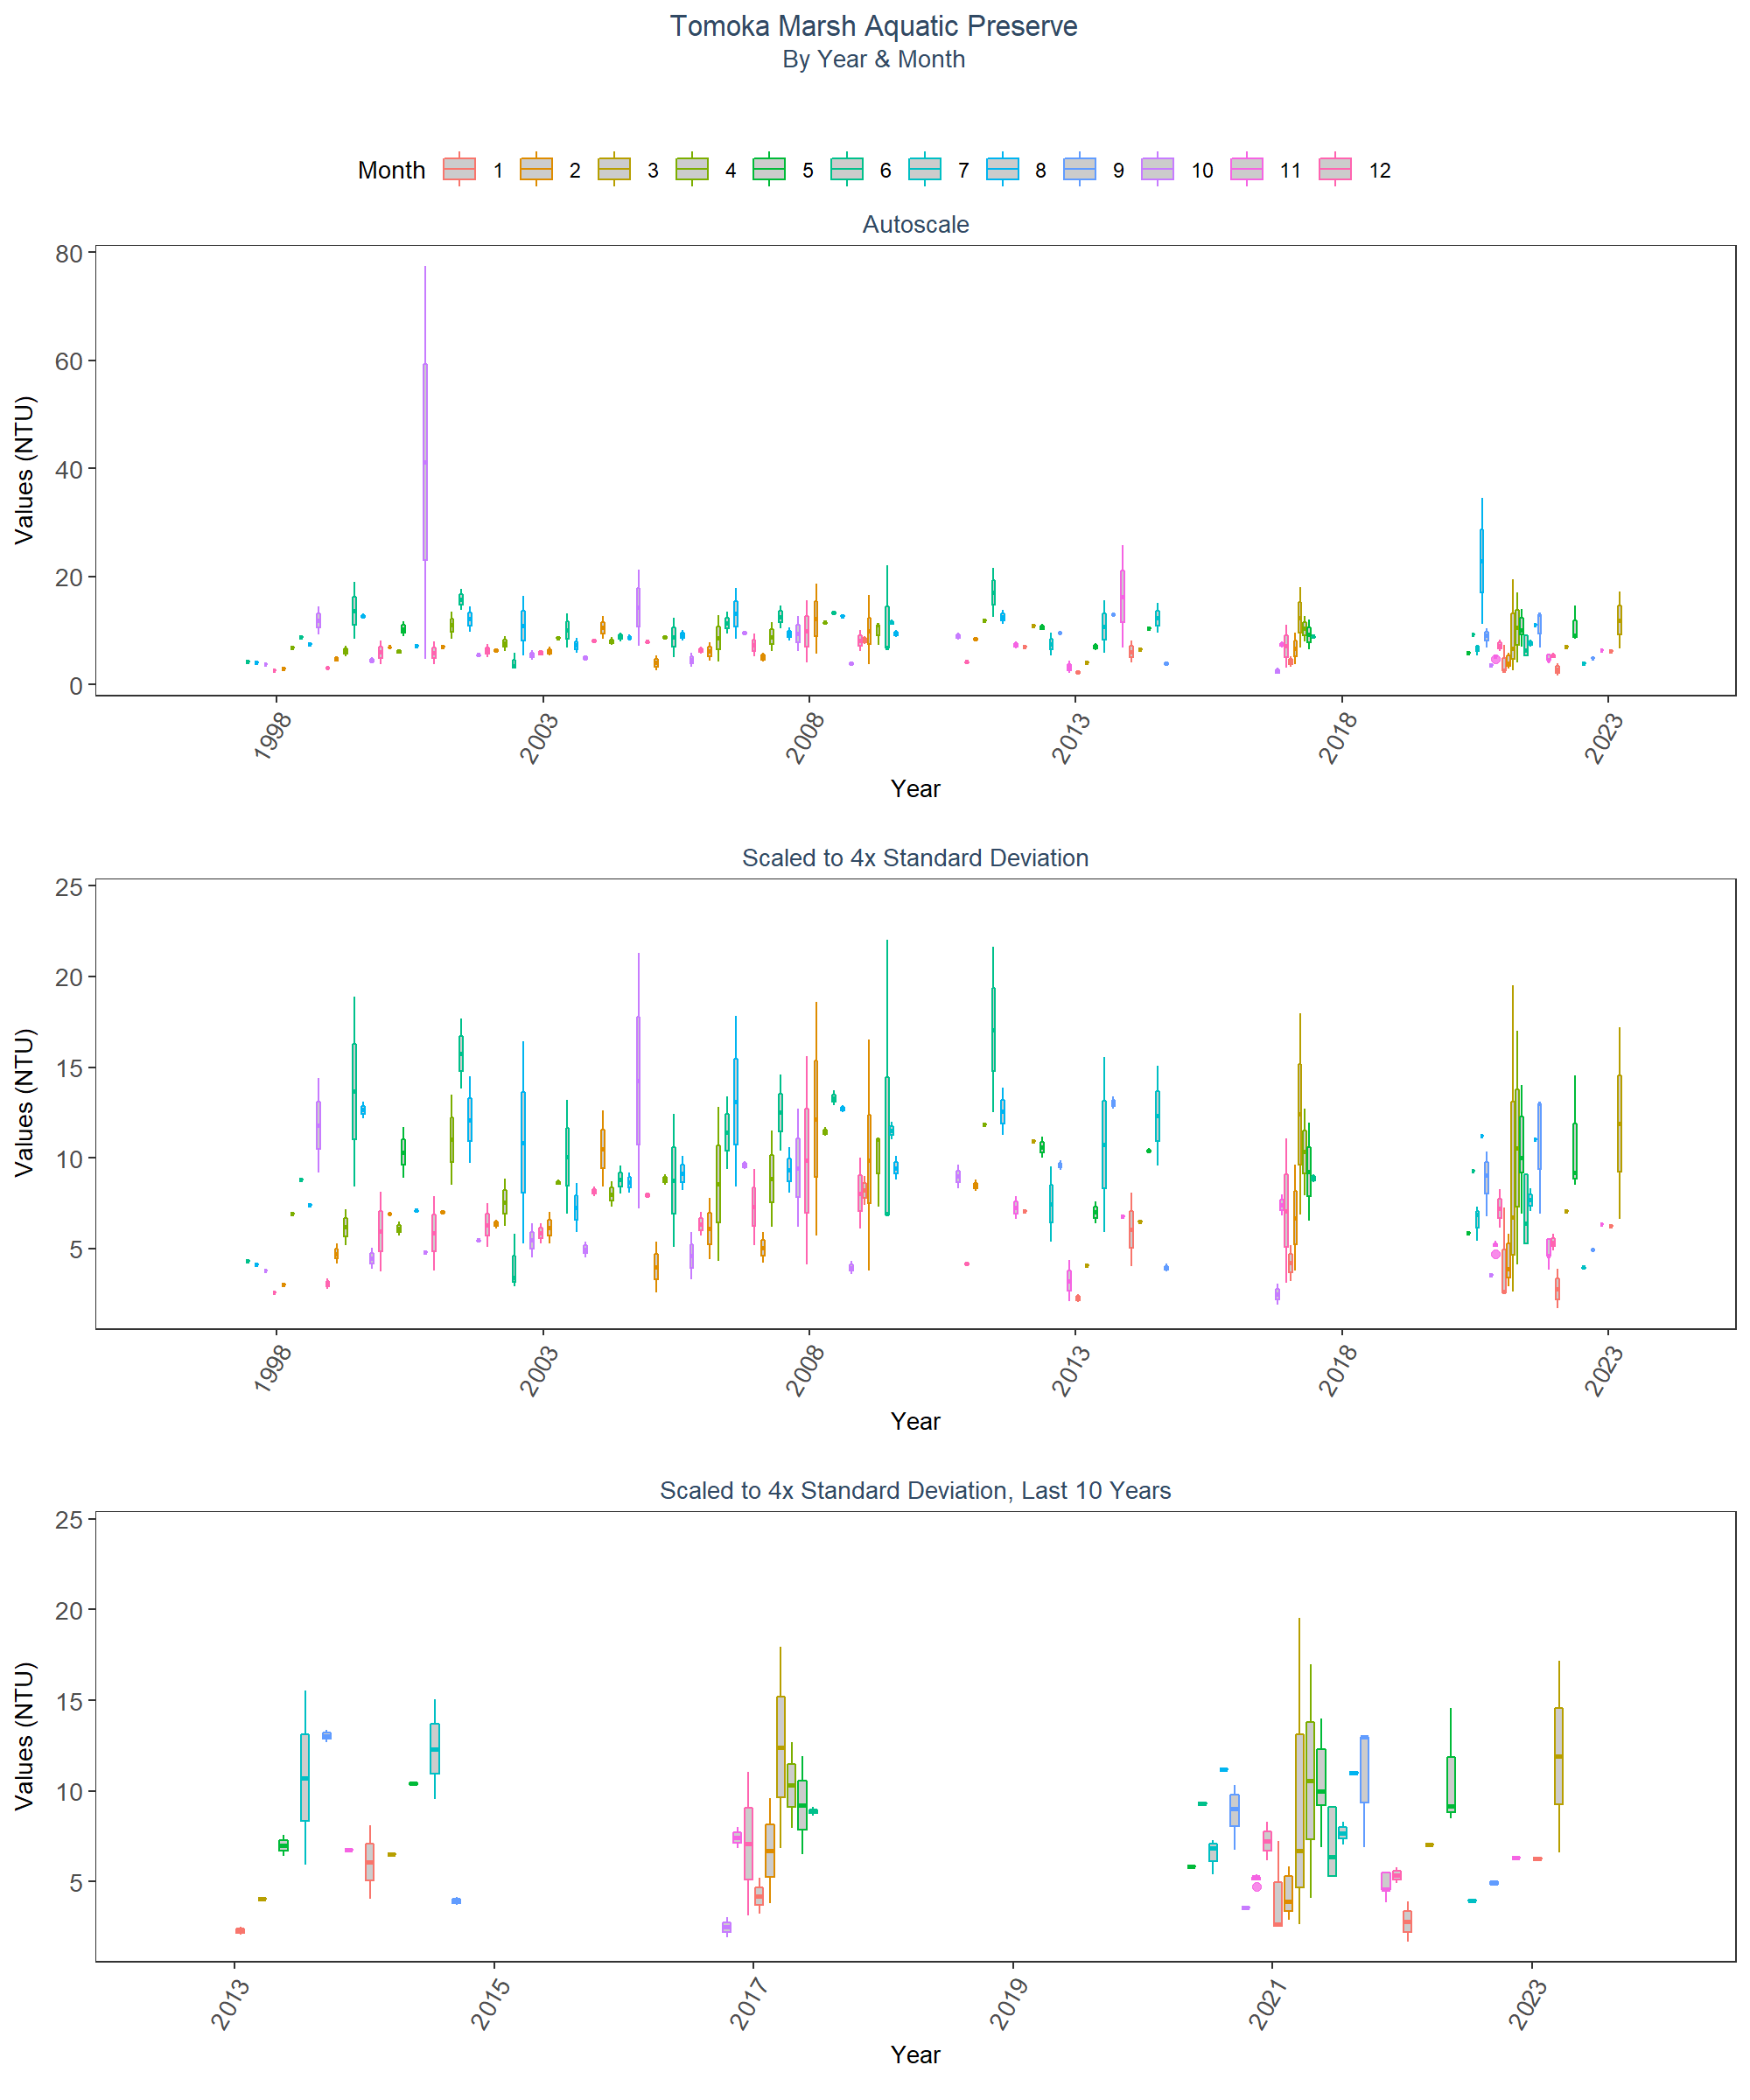 Tomoka Marsh Aquatic Preserve
By Year & Month
Month 1 2 3 4 5 6 7 8 9 10 11 12
Autoscale
80
60
40
20
0
Values (NTU)
1998 2003 2008 2013 2018 2023
Year
Scaled to 4x Standard Deviation
25
20
15
10
5
Values (NTU)
1998 2003 2008 2013 2018 2023
Year
Scaled to 4x Standard Deviation, Last 10 Years
25
20
15
10
5
Values (NTU)
2013 2015 2017 2019 2021 2023
Year